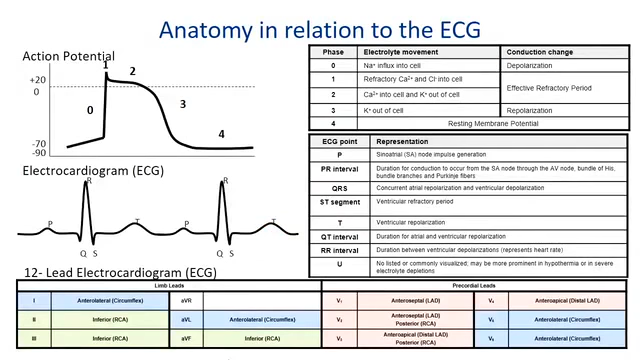 Anatomy in relation to the ECG
Action Potential
1
2
+20
0
0
3
4
-70
-90
Phase Electrolyte movement Conduction change
0 Na⁺ influx into cell Depolarization
1 Refractory Ca²⁺ and Cl⁻ into cell
Effective Refractory Period
2 Ca²⁺ into cell and K⁺ out of cell
3 K⁺ out of cell Repolarization
4 Resting Membrane Potential
Electrocardiogram (ECG)
R R
P T P T
Q S Q S
ECG point Representation
P Sinoatrial (SA) node impulse generation
PR interval Duration for conduction to occur from the SA node through the AV node, bundle of His,
bundle branches and Purkinje fibers
QRS Concurrent atrial repolarization and ventricular depolarization
ST segment Ventricular refractory period
T Ventricular repolarization
QT interval Duration for atrial and ventricular repolarization
RR interval Duration between ventricular depolarizations (represents heart rate)
U No listed or commonly visualized, may be more prominent in hypothermia or in severe
electrolyte depletions
12- Lead Electrocardiogram (ECG)
Limb Leads Precordial Leads
I Anterolateral (Circumflex) aVR V₁ Anteroseptal (LAD) V₄ Anteroapical (Distal LAD)
II Inferior (RCA) aVL Anterolateral (Circumflex) V₂ Anteroseptal (LAD)
Posterior (RCA) V₅ Anterolateral (Circumflex)
III Inferior (RCA) aVF Inferior (RCA) V₃ Anteroapical (Distal LAD)
Posterior (RCA) V₆ Anterolateral (Circumflex)